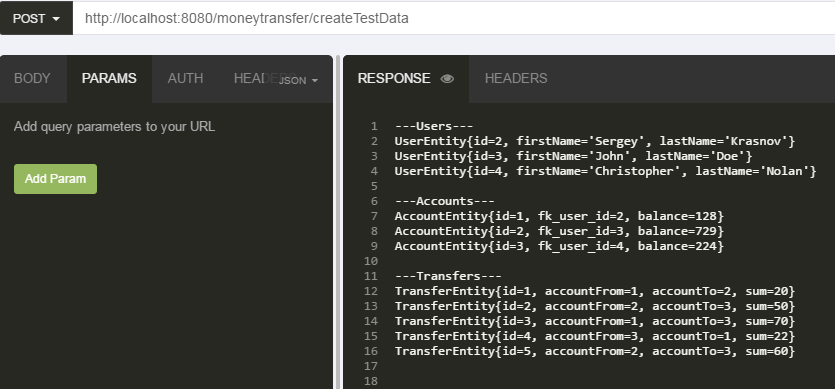 POST http://localhost:8080/moneytransfer/createTestData
BODY PARAMS AUTH HEADERS JSON
RESPONSE HEADERS
Add query parameters to your URL
Add Param
1 ---Users---
2 UserEntity{id=2, firstName='Sergey', lastName='Krasnov'}
3 UserEntity{id=3, firstName='John', lastName='Doe'}
4 UserEntity{id=4, firstName='Christopher', lastName='Nolan'}
5
6 ---Accounts---
7 AccountEntity{id=1, fk_user_id=2, balance=128}
8 AccountEntity{id=2, fk_user_id=3, balance=729}
9 AccountEntity{id=3, fk_user_id=4, balance=224}
10
11 ---Transfers---
12 TransferEntity{id=1, accountFrom=1, accountTo=2, sum=20}
13 TransferEntity{id=2, accountFrom=2, accountTo=3, sum=50}
14 TransferEntity{id=3, accountFrom=1, accountTo=3, sum=70}
15 TransferEntity{id=4, accountFrom=3, accountTo=1, sum=22}
16 TransferEntity{id=5, accountFrom=2, accountTo=3, sum=60}
17
18